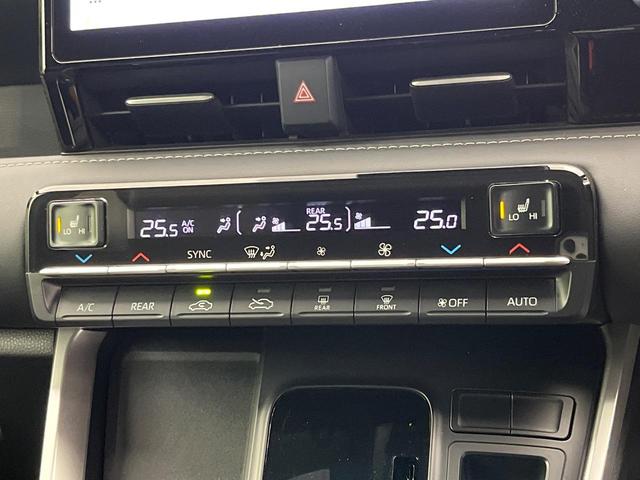 LO HI
25.5 A/C ON
REAR 25.5
25.0
LO HI
SYNC
A/C
REAR
REAR
FRONT
OFF
AUTO